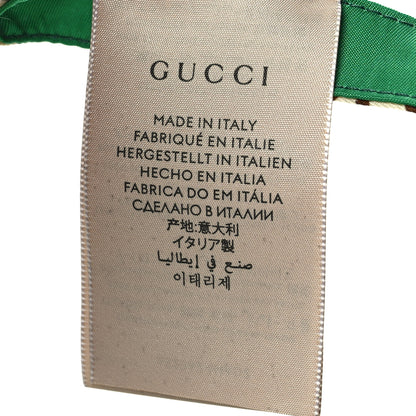 GUCCI
MADE IN ITALY
FABRIQUÉ EN ITALIE
HERGESTELLT IN ITALIEN
HECHO EN ITALIA
FABRICA DO EM ITÁLIA
СДЕЛАНО В ИТАЛИИ
产地:意大利
イタリア製
صنع في إيطاليا
이태리제